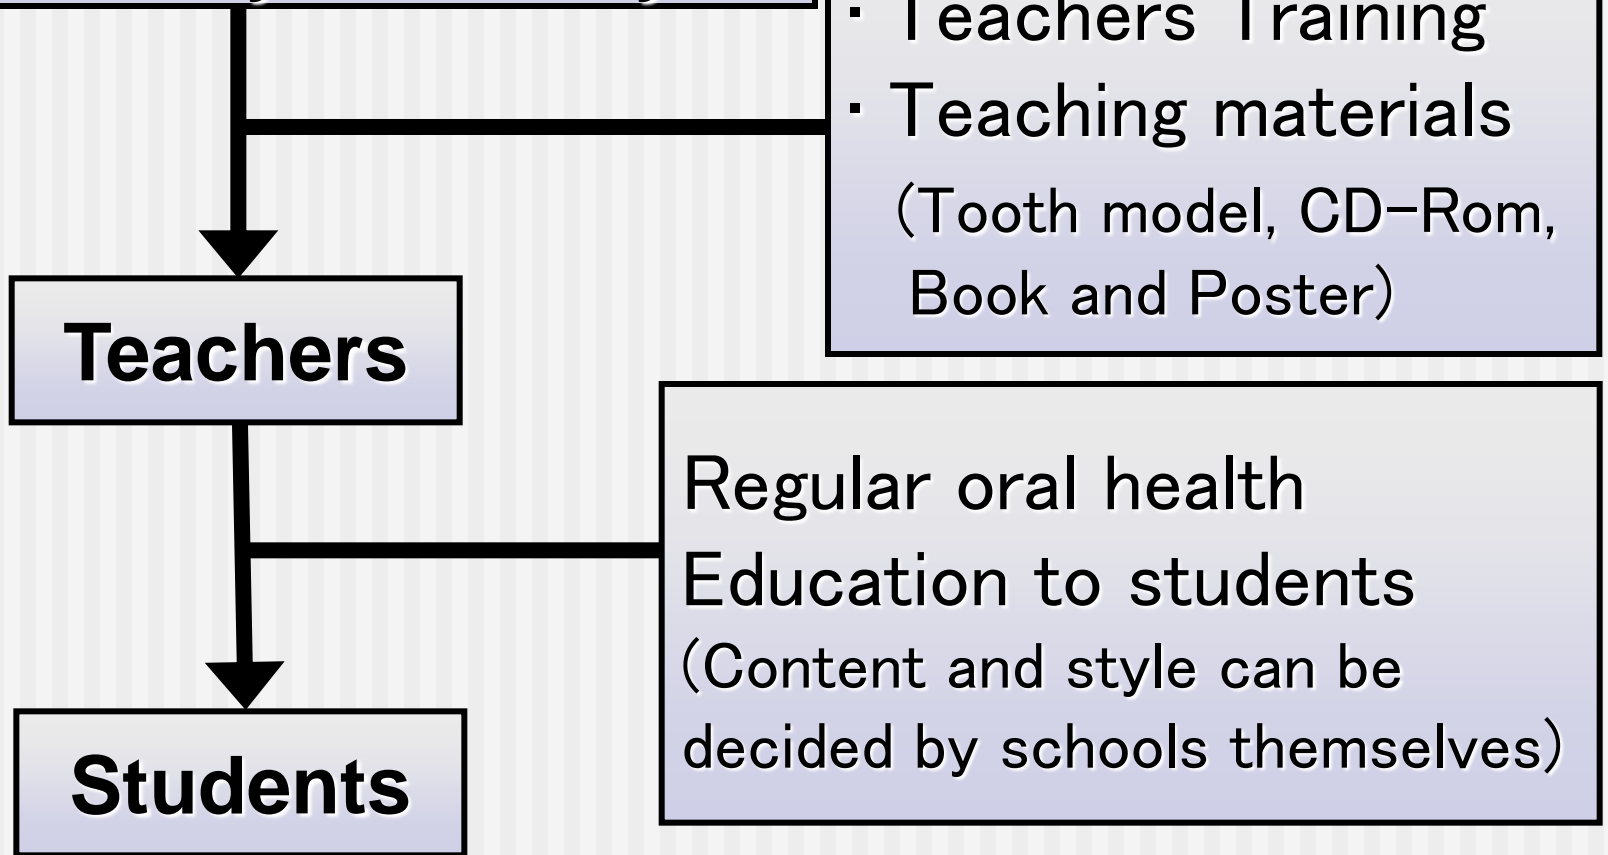 ・Teachers Training
・Teaching materials
(Tooth model, CD-Rom,
Book and Poster)
Teachers
Regular oral health
Education to students
(Content and style can be
decided by schools themselves)
Students